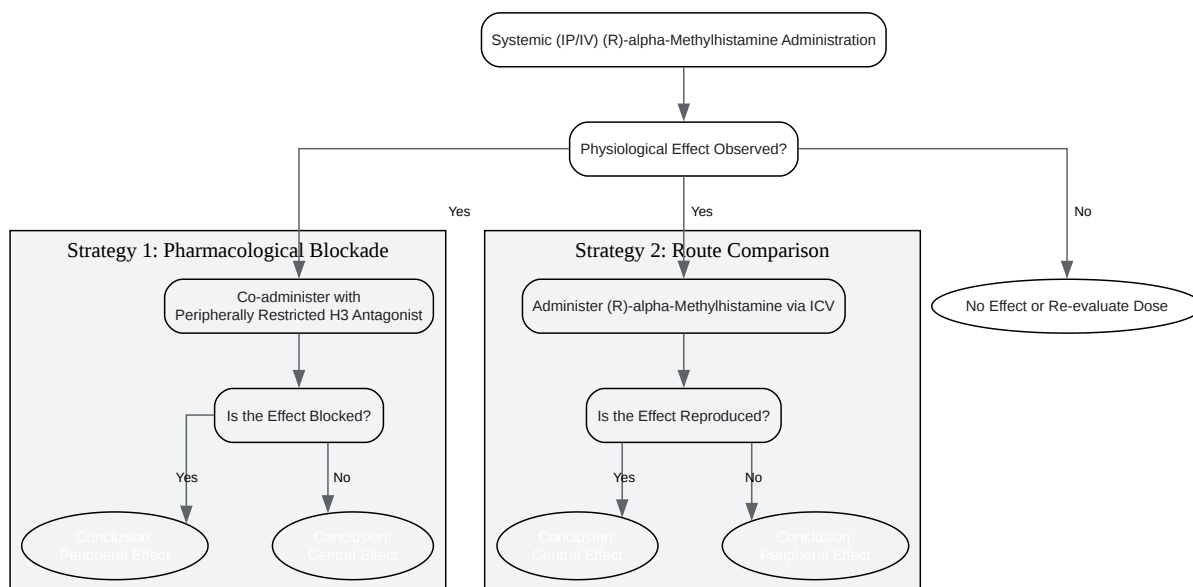 Systemic (IP/IV) (R)-alpha-Methylhistamine Administration
Physiological Effect Observed?
Yes
Yes
No
Strategy 1: Pharmacological Blockade
Strategy 2: Route Comparison
Co-administer with
Peripherally Restricted H3 Antagonist
Administer (R)-alpha-Methylhistamine via ICV
No Effect or Re-evaluate Dose
Is the Effect Blocked?
Is the Effect Reproduced?
Yes
No
Yes
No
Conclusion:
Peripheral Effect
Conclusion:
Central Effect
Conclusion:
Central Effect
Conclusion:
Peripheral Effect